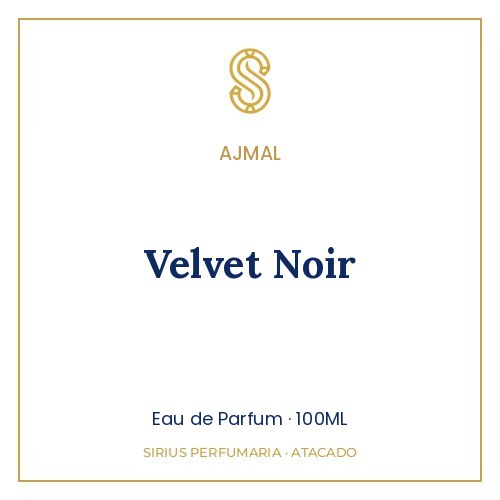 AJMAL
Velvet Noir
Eau de Parfum · 100ML
SIRIUS PERFUMARIA · ATACADO